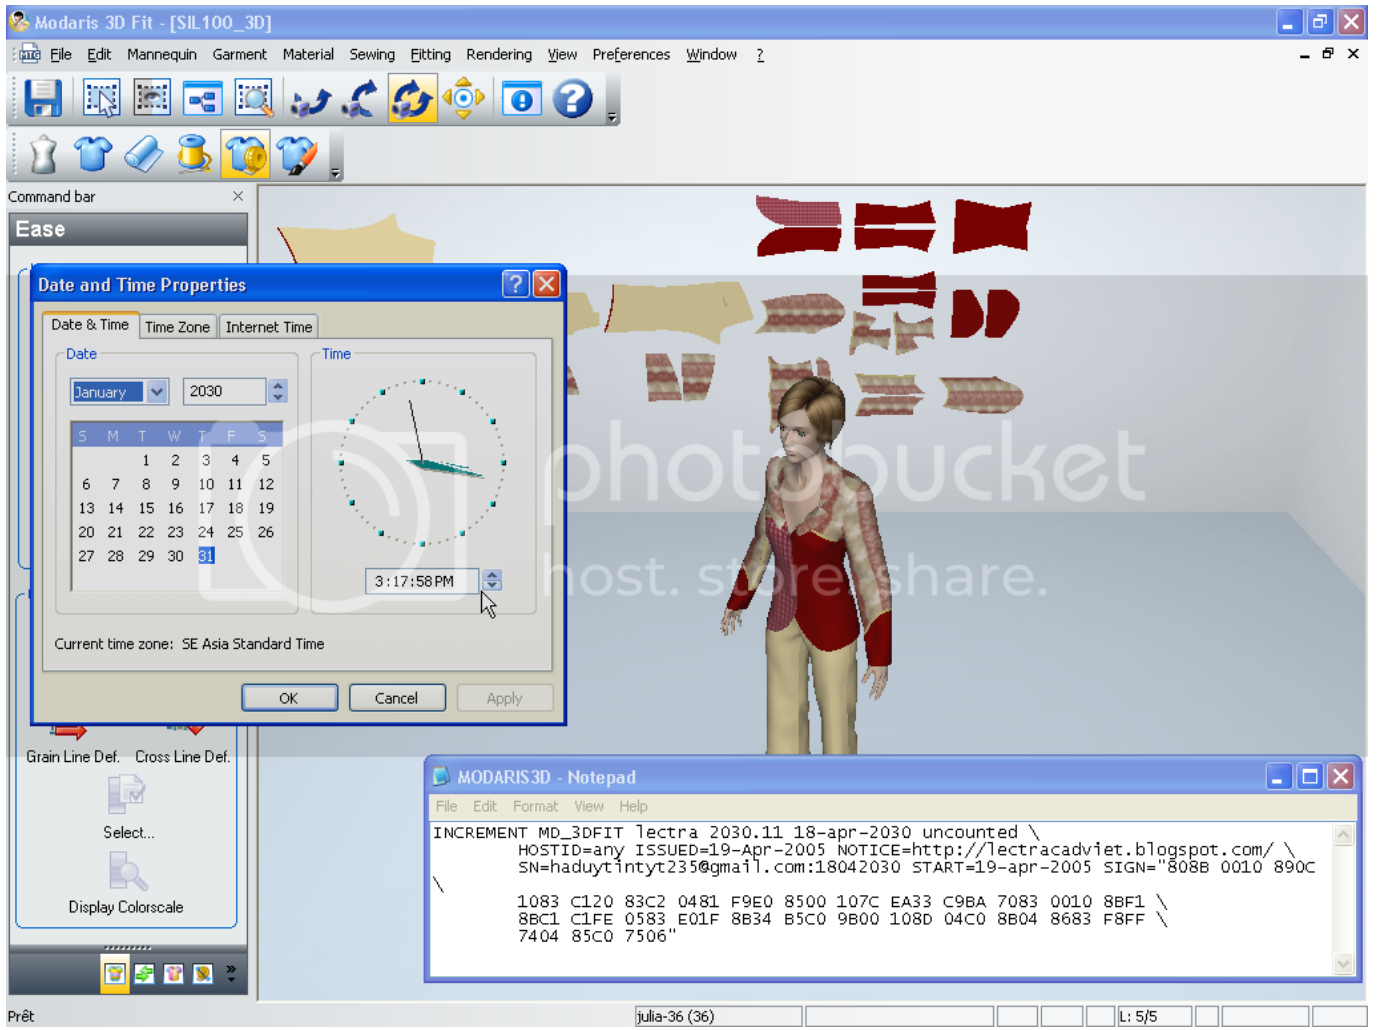 Modaris 3D Fit - [SIL100_3D]
File Edit Mannequin Garment Material Sewing Fitting Rendering View Preferences Window ?
Command bar
Ease
Date and Time Properties
Date & Time Time Zone Internet Time
Date
Time
January 2030
S M T W T F S
1 2 3 4 5
6 7 8 9 10 11 12
13 14 15 16 17 18 19
20 21 22 23 24 25 26
27 28 29 30 31
3:17:58 PM
Current time zone: SE Asia Standard Time
OK Cancel Apply
photobucket
host. store. share.
Grain Line Def. Cross Line Def.
Select...
Display Colorscale
MODARIS3D - Notepad
File Edit Format View Help
INCREMENT MD_3DFIT lectra 2030.11 18-apr-2030 uncounted \
HOSTID=any ISSUED=19-Apr-2005 NOTICE=http://lectracadviet.blogspot.com/ \
SN=haduytintyt235@gmail.com:18042030 START=19-apr-2005 SIGN="808B 0010 890C
\
1083 C120 83C2 0481 F9E0 8500 107C EA33 C9BA 7083 0010 8BF1 \
8BC1 C1FE 0583 E01F 8B34 B5C0 9B00 108D 04C0 8B04 8683 F8FF \
7404 85C0 7506"
Prêt
julia-36 (36)
L: 5/5